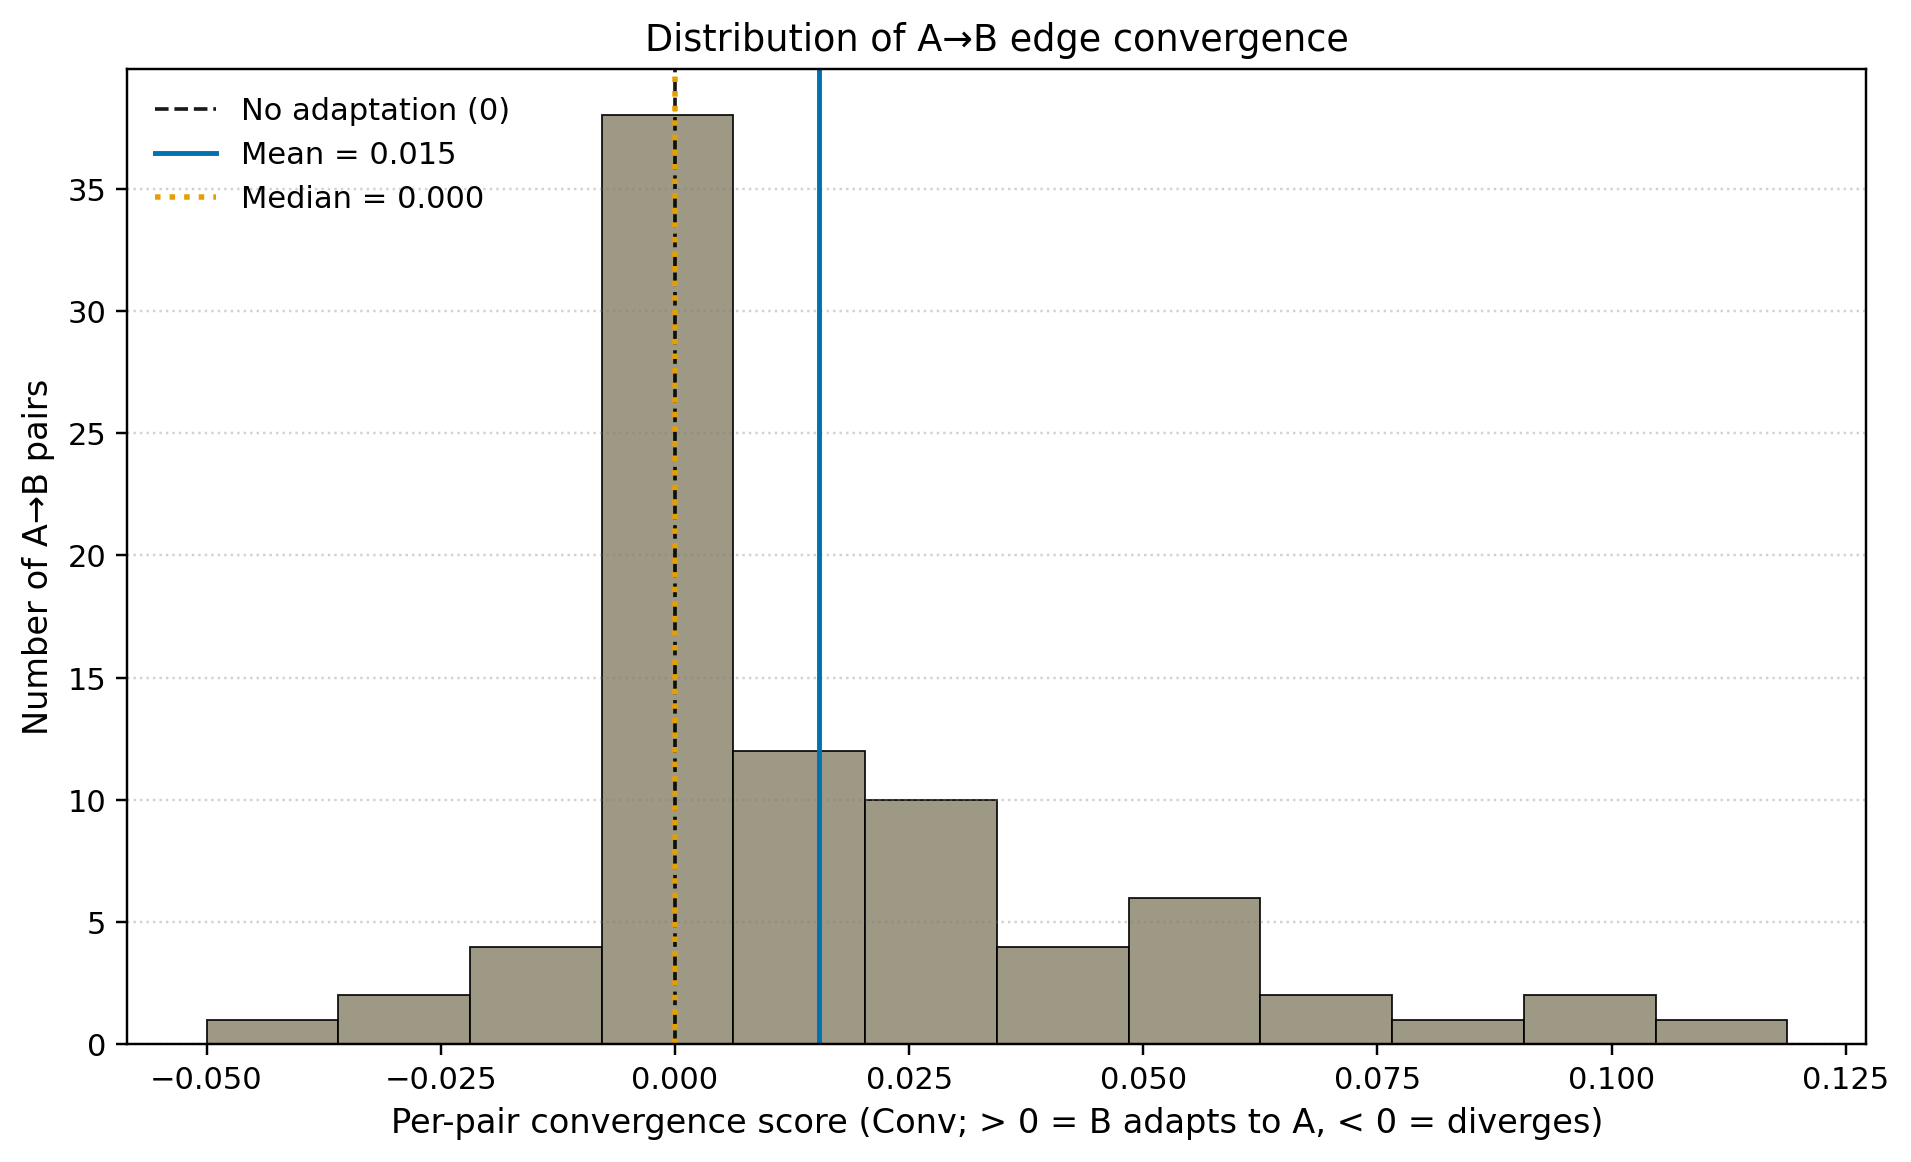 Distribution of A→B edge convergence
No adaptation (0)
Mean = 0.015
Median = 0.000
Number of A→B pairs
35
30
25
20
15
10
5
0
−0.050
−0.025
0.000
0.025
0.050
0.075
0.100
0.125
Per-pair convergence score (Conv; > 0 = B adapts to A, < 0 = diverges)